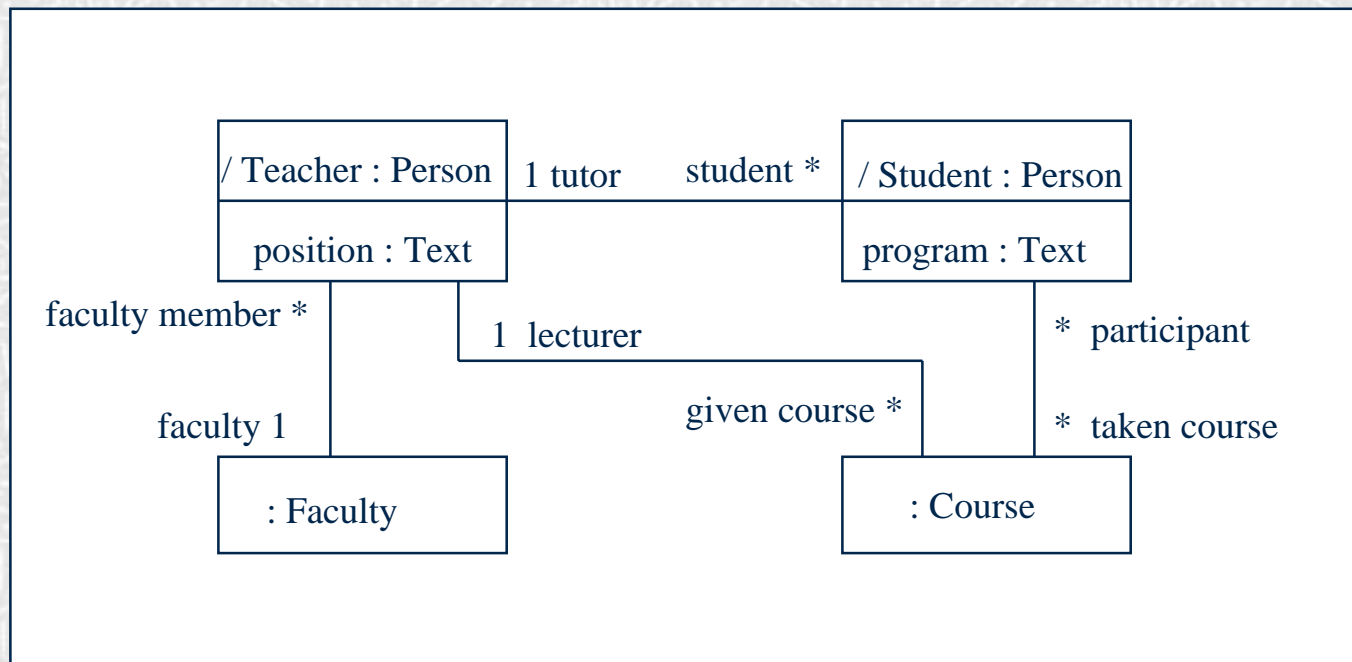 / Teacher : Person
1 tutor
student *
/ Student : Person
position : Text
program : Text
faculty member *
1 lecturer
* participant
faculty 1
given course *
* taken course
: Faculty
: Course